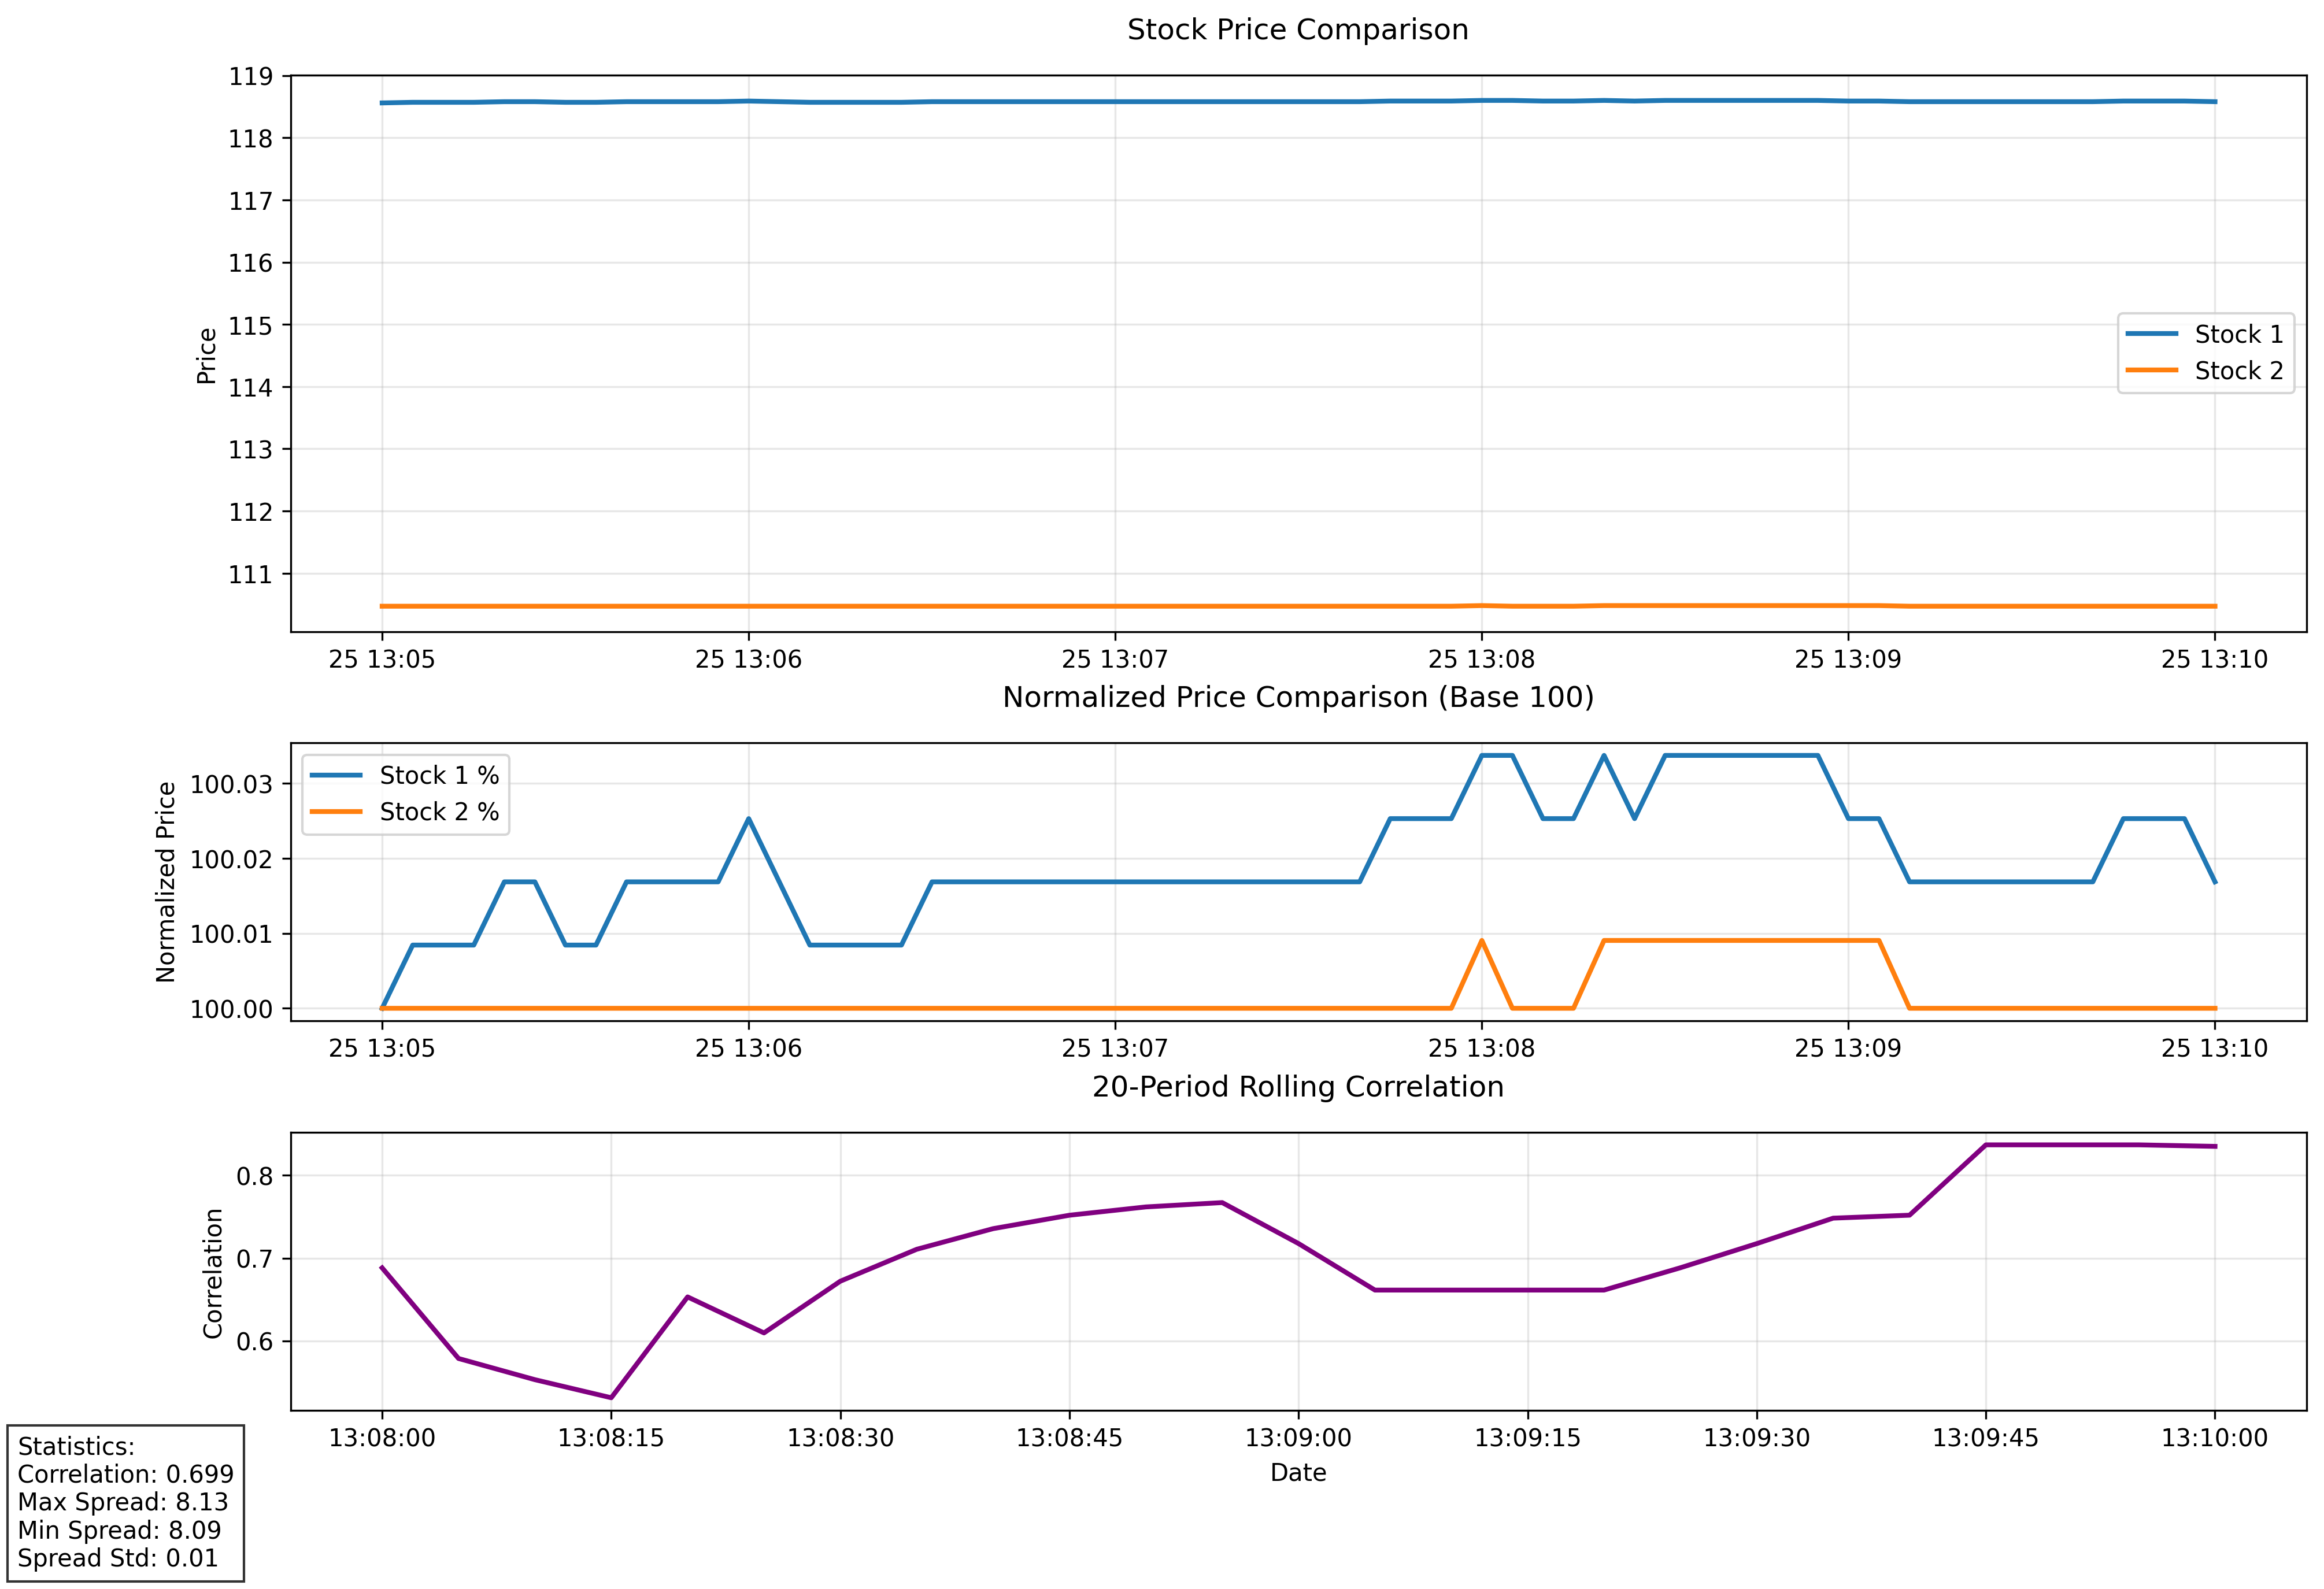 Stock Price Comparison
119
118
117
116
115
114
113
112
111
Price
Stock 1
Stock 2
25 13:05 25 13:06 25 13:07 25 13:08 25 13:09 25 13:10
Normalized Price Comparison (Base 100)
Stock 1 %
Stock 2 %
100.03
100.02
100.01
100.00
Normalized Price
25 13:05 25 13:06 25 13:07 25 13:08 25 13:09 25 13:10
20-Period Rolling Correlation
0.8
0.7
0.6
Correlation
13:08:00 13:08:15 13:08:30 13:08:45 13:09:00 13:09:15 13:09:30 13:09:45 13:10:00
Date
Statistics:
Correlation: 0.699
Max Spread: 8.13
Min Spread: 8.09
Spread Std: 0.01